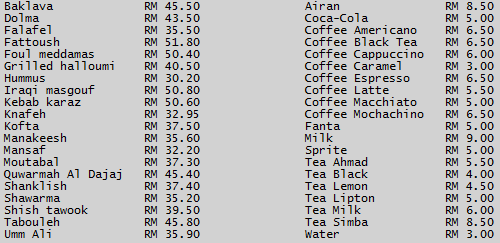 Baklava RM 45.50 Airan RM 8.50
Dolma RM 43.50 Coca-Cola RM 5.00
Falafel RM 35.50 Coffee Americano RM 6.50
Fattoush RM 51.80 Coffee Black Tea RM 6.50
Foul meddamas RM 50.40 Coffee Cappuccino RM 6.00
Grilled halloumi RM 40.50 Coffee Caramel RM 3.00
Hummus RM 30.20 Coffee Espresso RM 6.50
Iraqi masgouf RM 50.80 Coffee Latte RM 5.50
Kebab karaz RM 50.60 Coffee Macchiato RM 5.00
Knafeh RM 32.95 Coffee Mochachino RM 6.50
Kofta RM 37.50 Fanta RM 5.00
Manakeesh RM 35.60 Milk RM 9.00
Mansaf RM 32.20 Sprite RM 5.00
Moutabal RM 37.30 Tea Ahmad RM 5.50
Quwarmah Al Dajaj RM 45.40 Tea Black RM 4.00
Shanklish RM 37.40 Tea Lemon RM 4.50
Shawarma RM 35.20 Tea Lipton RM 5.00
Shish tawook RM 39.50 Tea Milk RM 6.00
Tabouleh RM 45.80 Tea Simba RM 8.50
Umm Ali RM 35.90 Water RM 3.00